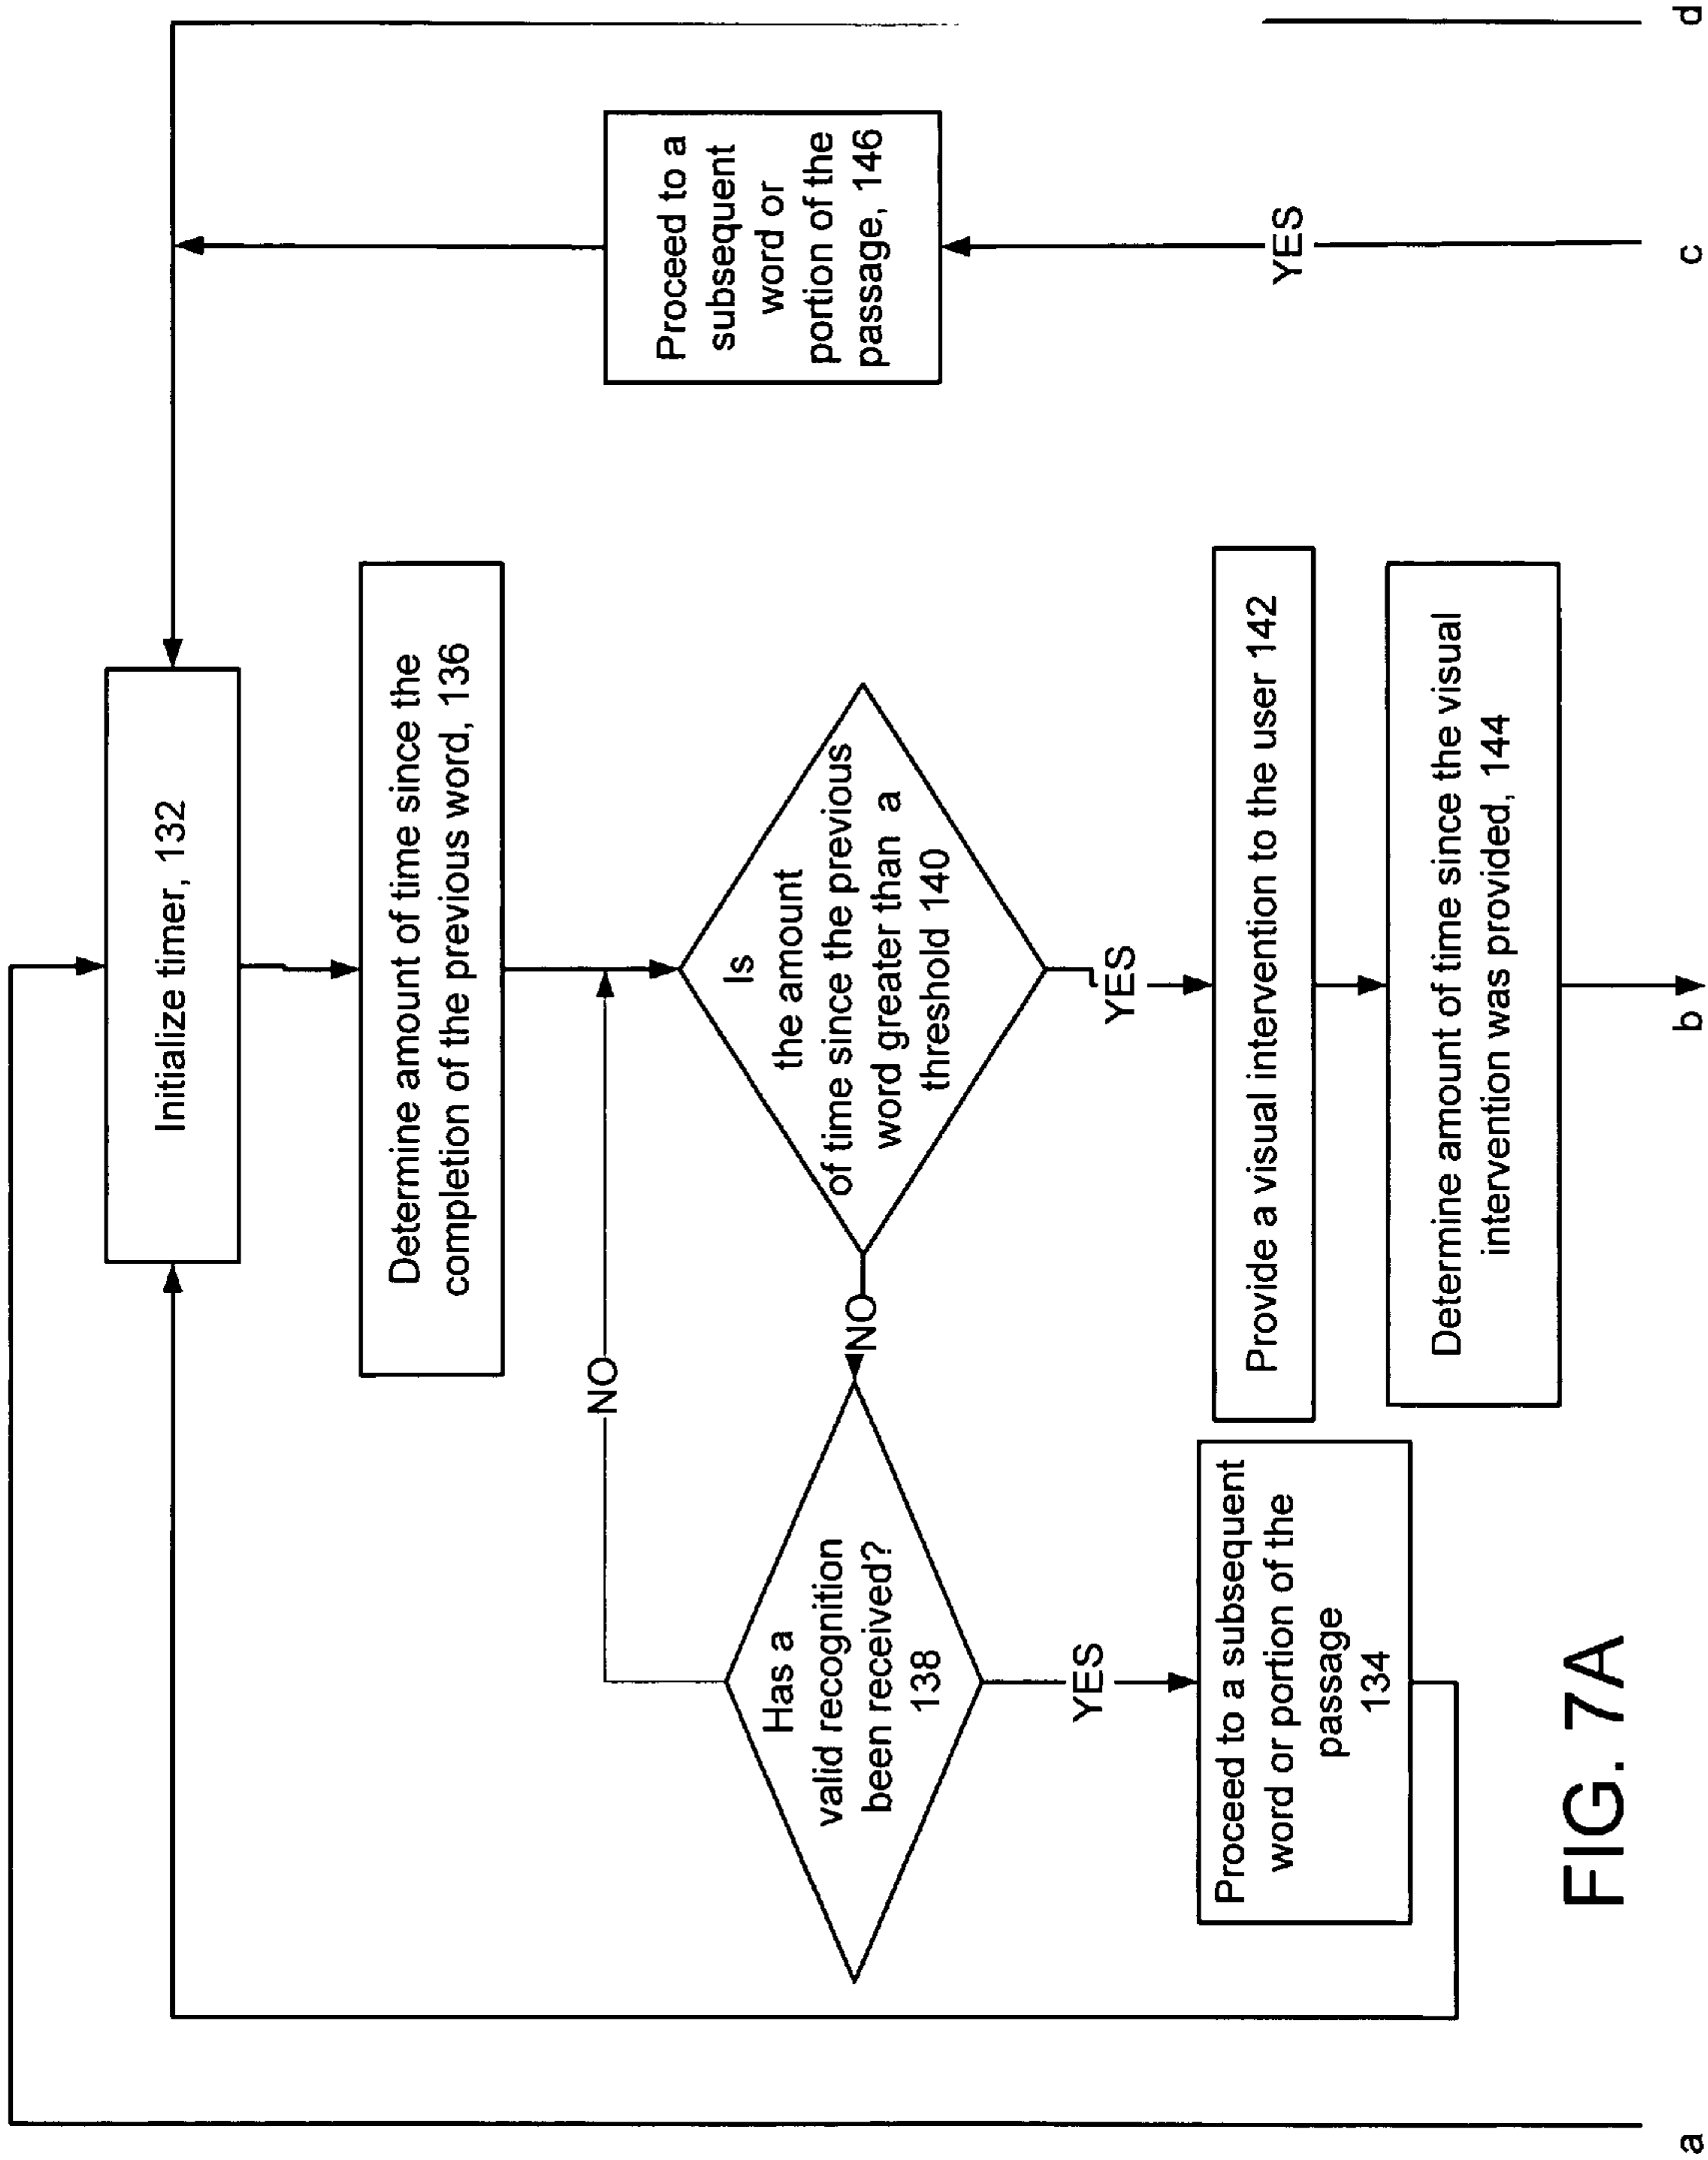 Initialize timer, 132
Determine amount of time since the
completion of the previous word, 136
NO
Is
the amount
of time since the previous
word greater than a
threshold 140
NO
Has a
valid recognition
been received?
138
YES
Proceed to a subsequent
word or portion of the
passage
134
YES
Provide a visual intervention to the user 142
Determine amount of time since the visual
intervention was provided, 144
Proceed to a
subsequent
word or
portion of the
passage, 146
YES
a
b
c
d
FIG. 7A